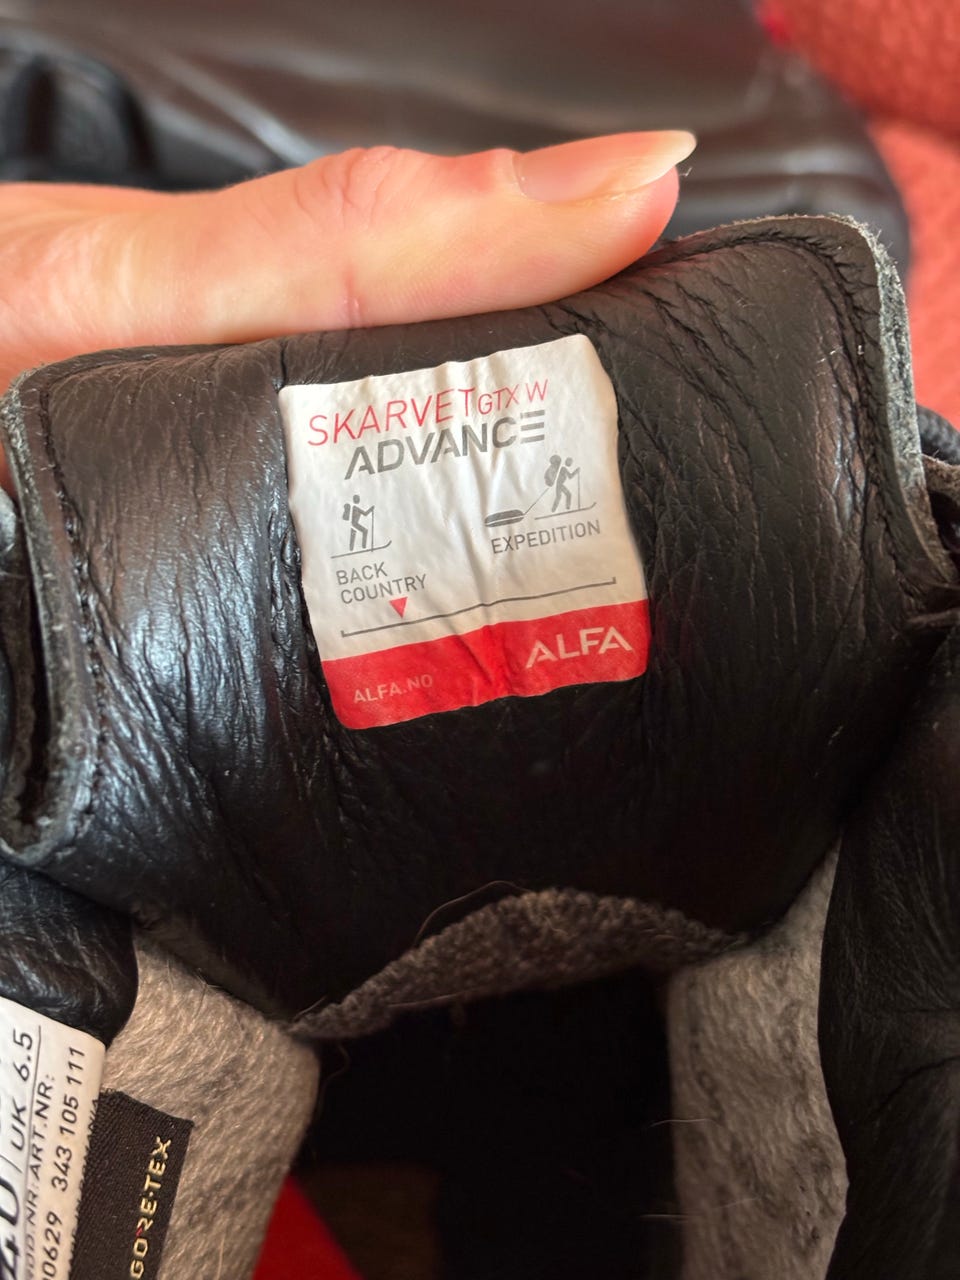 SKARVET GTX W
ADVANCE
BACK
COUNTRY
EXPEDITION
ALFA.NO
ALFA
40 UK 6.5
ART.NR:
343 105 111
GORE-TEX